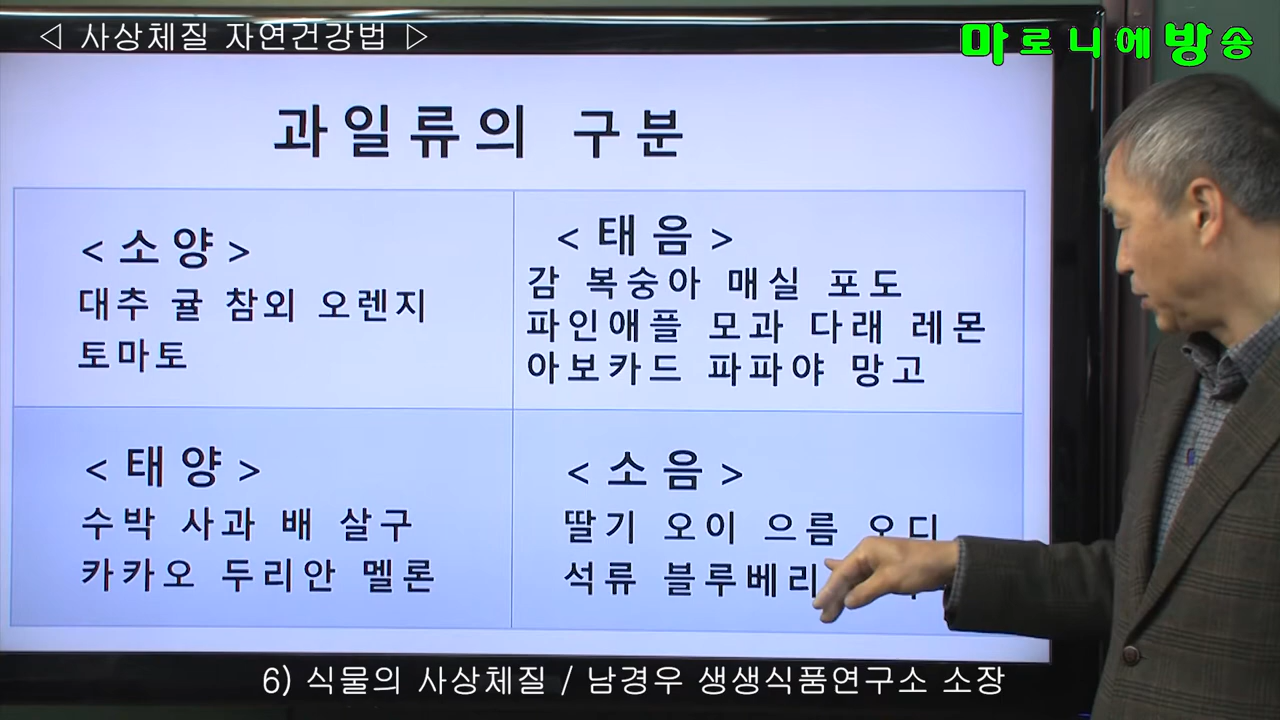 ◁ 사상체질 자연건강법 ▷
마로니에방송
과일류의 구분
< 소양 >
대추 귤 참외 오렌지
토마토
< 태음 >
감 복숭아 매실 포도
파인애플 모과 다래 레몬
아보카드 파파야 망고
< 태양 >
수박 사과 배 살구
카카오 두리안 멜론
< 소음 >
딸기 오이 으름 오디
석류 블루베리
6) 식물의 사상체질 / 남경우 생생식품연구소 소장